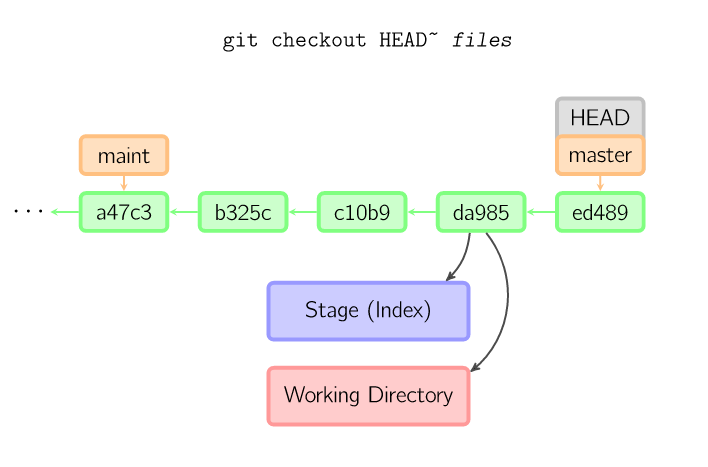 git checkout HEAD~ files
HEAD
maint
master
... a47c3 b325c c10b9 da985 ed489
Stage (Index)
Working Directory